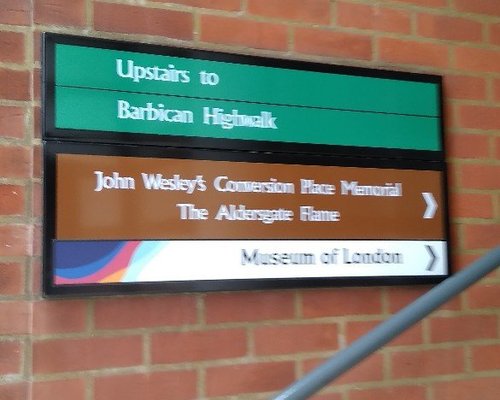 Upstairs to
Barbican Highwalk
John Wesley's Conversion Place Memorial
The Aldersgate Flame
Museum of London